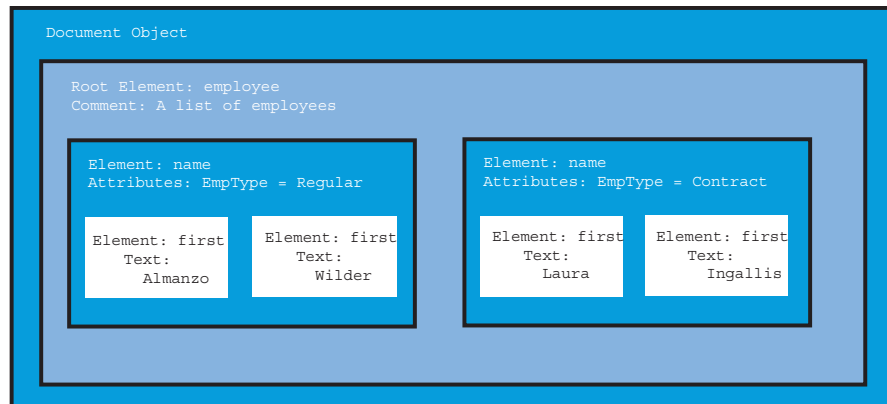 Document Object
Root Element: employee
Comment: A list of employees
Element: name
Attributes: EmpType = Regular
Element: first
Text:
Almanzo
Element: first
Text:
Wilder
Element: name
Attributes: EmpType = Contract
Element: first
Text:
Laura
Element: first
Text:
Ingallis